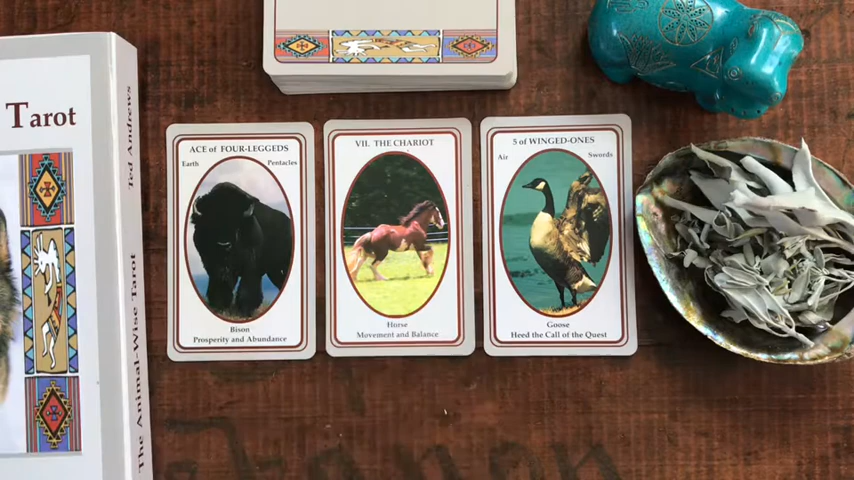 Tarot
Ted Andrews
The Animal-Wise Tarot
ACE of FOUR-LEGGEDS
Earth Pentacles
Bison
Prosperity and Abundance
VII. THE CHARIOT
Horse
Movement and Balance
5 of WINGED-ONES
Air Swords
Goose
Heed the Call of the Quest